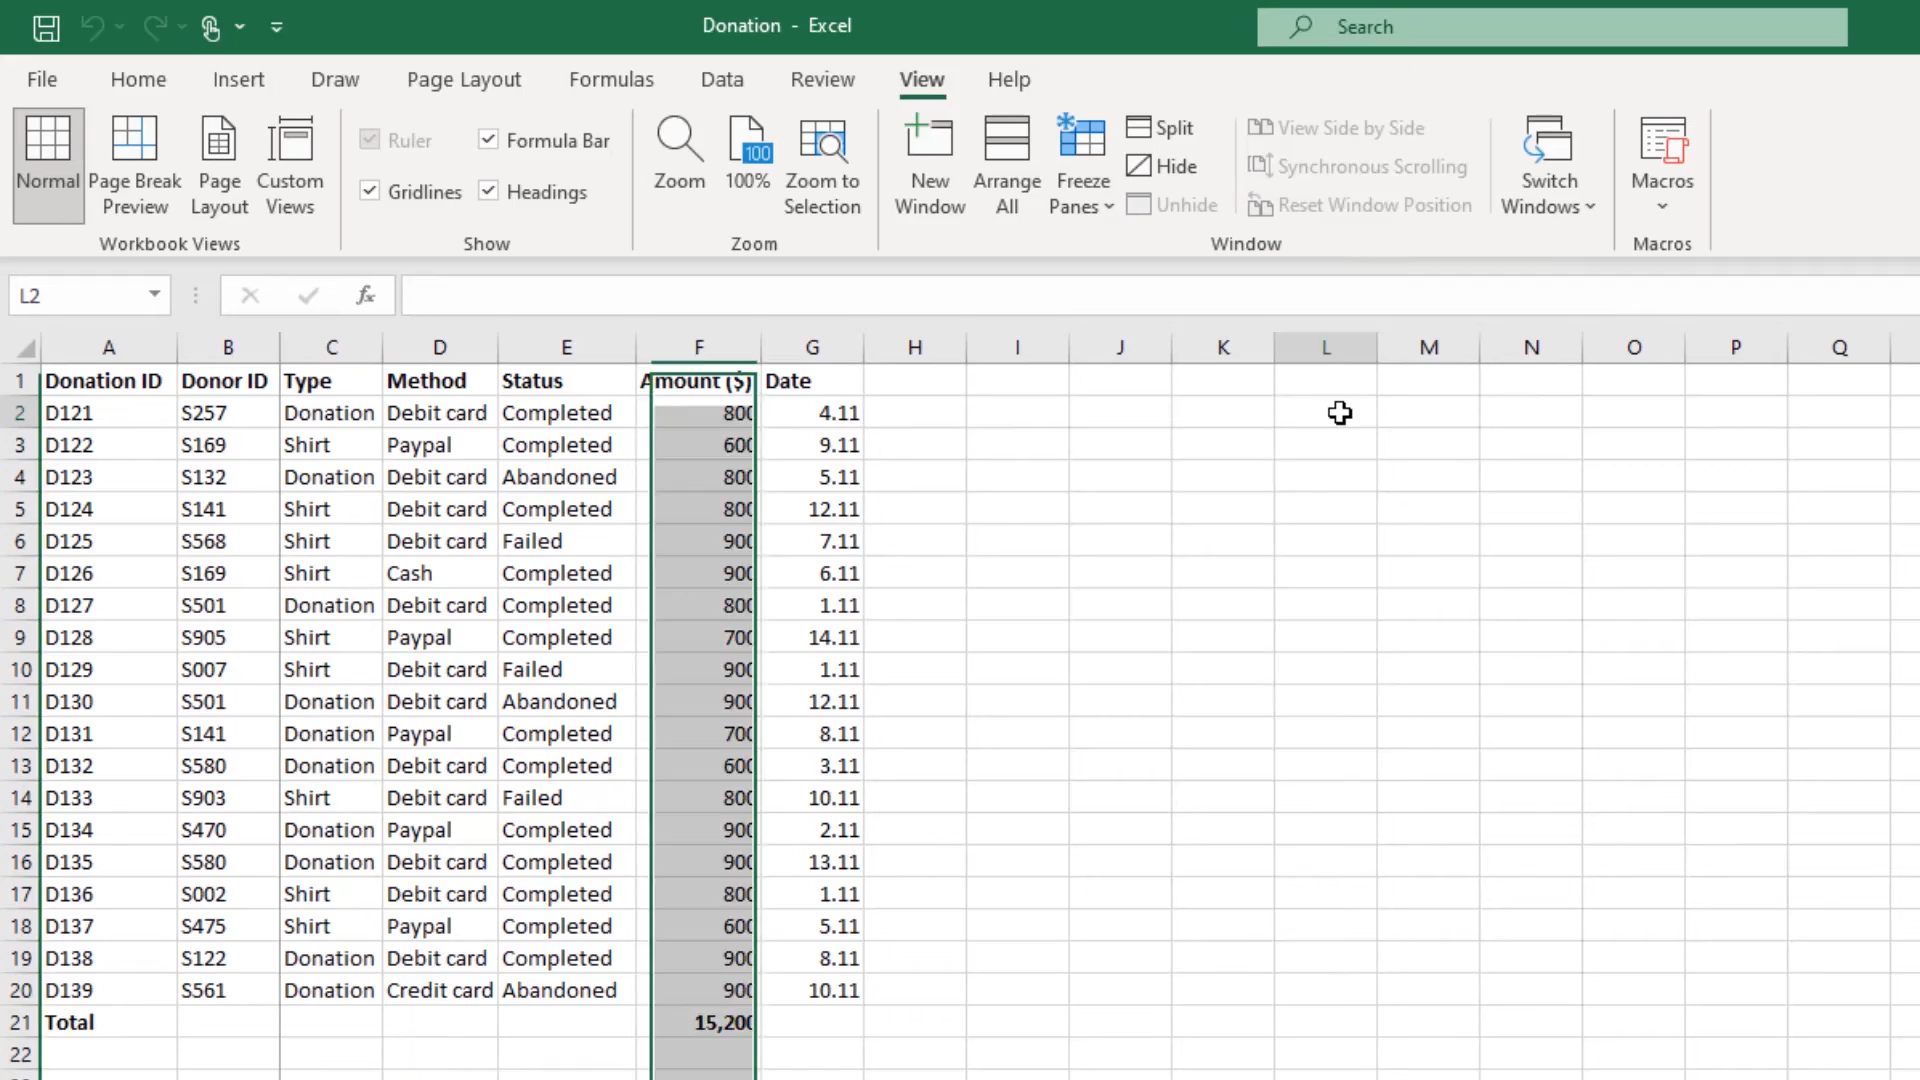 Donation - Excel
Search
File Home Insert Draw Page Layout Formulas Data Review View Help
Normal
Page Break Preview
Page Layout
Custom Views
Workbook Views
Ruler
Formula Bar
Gridlines
Headings
Show
Zoom
100
100%
Zoom to Selection
Zoom
New Window
Arrange All
Freeze Panes
Split
Hide
Unhide
View Side by Side
Synchronous Scrolling
Reset Window Position
Window
Switch Windows
Macros
Macros
L2
fx
A B C D E F G H I J K L M N O P Q
1 Donation ID Donor ID Type Method Status Amount ($) Date
2 D121 S257 Donation Debit card Completed 800 4.11
3 D122 S169 Shirt Paypal Completed 600 9.11
4 D123 S132 Donation Debit card Abandoned 800 5.11
5 D124 S141 Shirt Debit card Completed 800 12.11
6 D125 S568 Shirt Debit card Failed 900 7.11
7 D126 S169 Shirt Cash Completed 900 6.11
8 D127 S501 Donation Debit card Completed 800 1.11
9 D128 S905 Shirt Paypal Completed 700 14.11
10 D129 S007 Shirt Debit card Failed 900 1.11
11 D130 S501 Donation Debit card Abandoned 900 12.11
12 D131 S141 Donation Paypal Completed 700 8.11
13 D132 S580 Donation Debit card Completed 600 3.11
14 D133 S903 Shirt Debit card Failed 800 10.11
15 D134 S470 Donation Paypal Completed 900 2.11
16 D135 S580 Donation Debit card Completed 900 13.11
17 D136 S002 Shirt Debit card Completed 800 1.11
18 D137 S475 Shirt Paypal Completed 600 5.11
19 D138 S122 Donation Debit card Completed 900 8.11
20 D139 S561 Donation Credit card Abandoned 900 10.11
21 Total 15,200
22